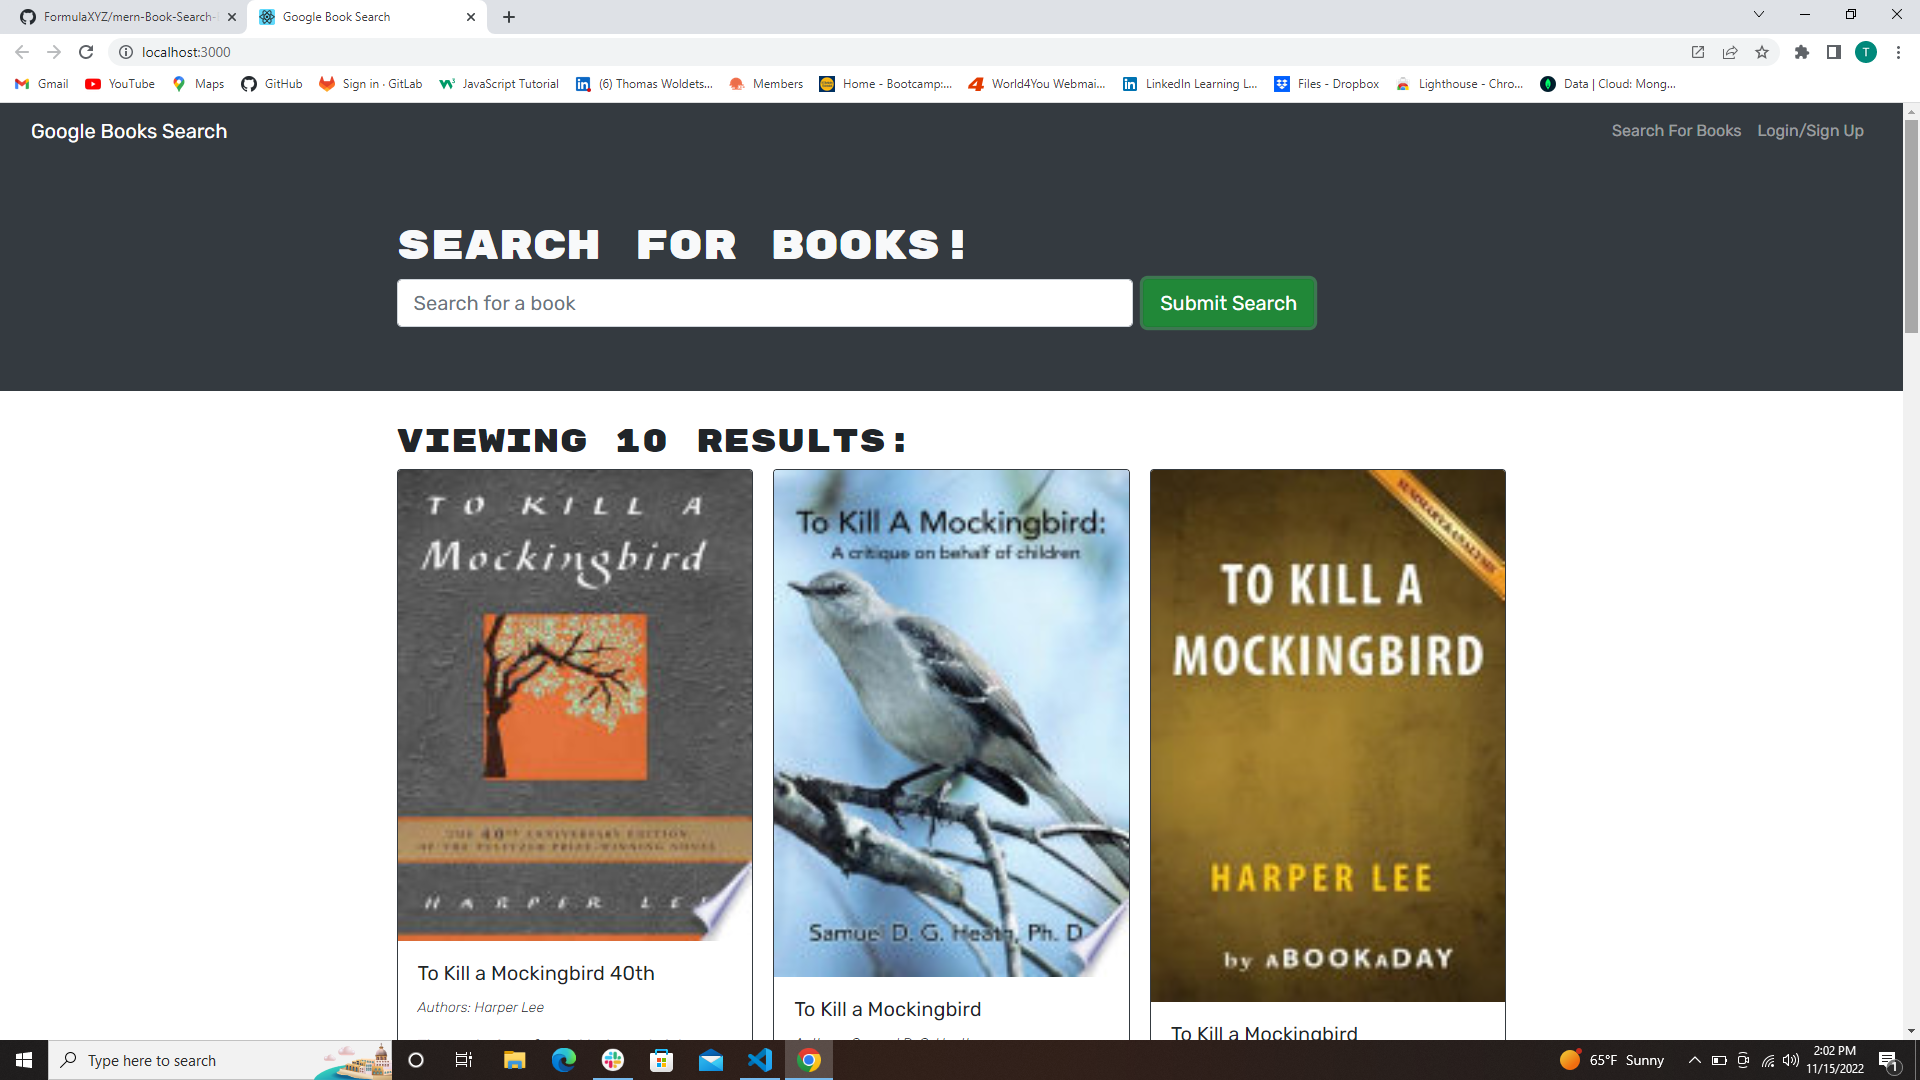 FormulaXYZ/mern-Book-Search-
Google Book Search
localhost:3000
T
Gmail
YouTube
Maps
GitHub
Sign in · GitLab
JavaScript Tutorial
(6) Thomas Woldets...
Members
Home - Bootcamp:...
World4You Webmai...
LinkedIn Learning L...
Files - Dropbox
Lighthouse - Chro...
Data | Cloud: Mong...
Google Books Search
Search For Books
Login/Sign Up
SEARCH FOR BOOKS!
Search for a book
Submit Search
VIEWING 10 RESULTS:
TO KILL A
Mockingbird
THE 40TH ANNIVERSARY EDITION
OF THE PULITZER PRIZE-WINNING NOVEL
HARPER LEE
To Kill a Mockingbird 40th
Authors: Harper Lee
To Kill A Mockingbird:
A critique on behalf of children
Samuel D. G. Heath, Ph. D
To Kill a Mockingbird
SUMMARY & ANALYSIS
TO KILL A
MOCKINGBIRD
HARPER LEE
by ABOOKADAY
To Kill a Mockingbird
Type here to search
65°F Sunny
2:02 PM
11/15/2022
1